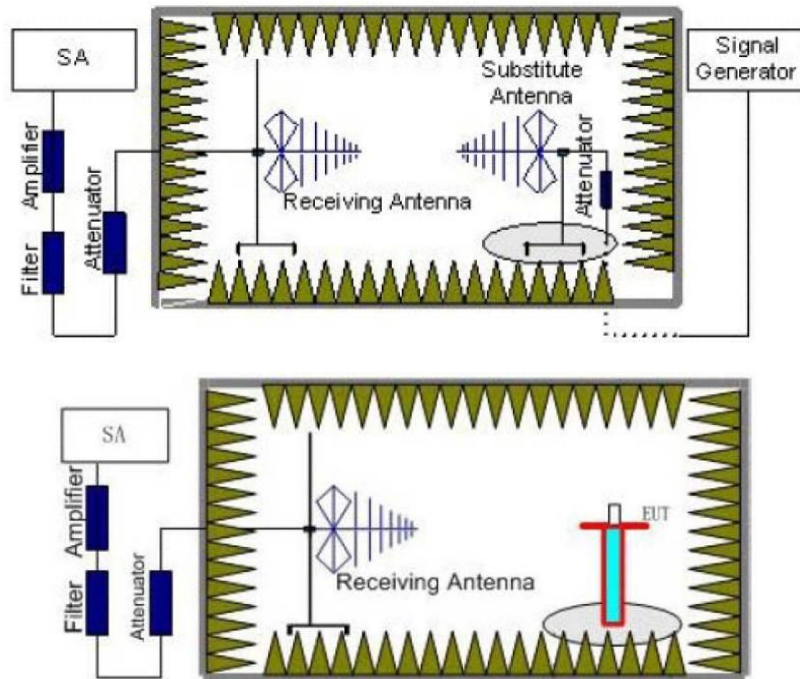 SA
Signal
Generator
Substitute
Antenna
Amplifier
Filter
Attenuator
Receiving Antenna
Attenuator
SA
Amplifier
Filter
Attenuator
Receiving Antenna
EUT